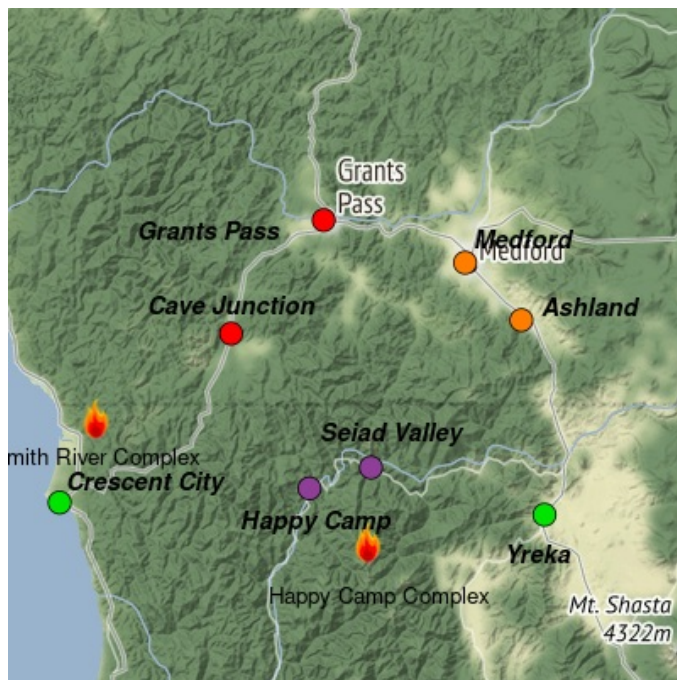 Grants
Pass
Grants Pass
Medford
Medford
Cave Junction
Ashland
Seiad Valley
mith River Complex
Crescent City
Happy Camp
Yreka
Happy Camp Complex
Mt. Shasta
4322m